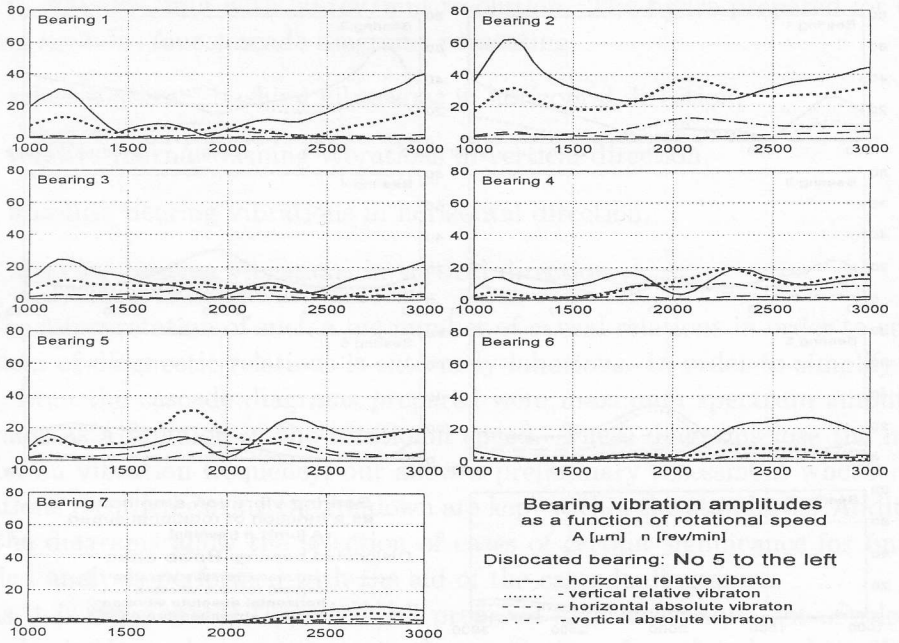 80
Bearing 1
60
40
20
0
1000 1500 2000 2500 3000
80
Bearing 2
60
40
20
0
1000 1500 2000 2500 3000
80
Bearing 3
60
40
20
0
1000 1500 2000 2500 3000
80
Bearing 4
60
40
20
0
1000 1500 2000 2500 3000
80
Bearing 5
60
40
20
0
1000 1500 2000 2500 3000
80
Bearing 6
60
40
20
0
1000 1500 2000 2500 3000
80
Bearing 7
60
40
20
0
1000 1500 2000 2500 3000
Bearing vibration amplitudes
as a function of rotational speed
A [µm] n [rev/min]
Dislocated bearing: No 5 to the left
- horizontal relative vibraton
- vertical relative vibraton
- horizontal absolute vibraton
- vertical absolute vibraton